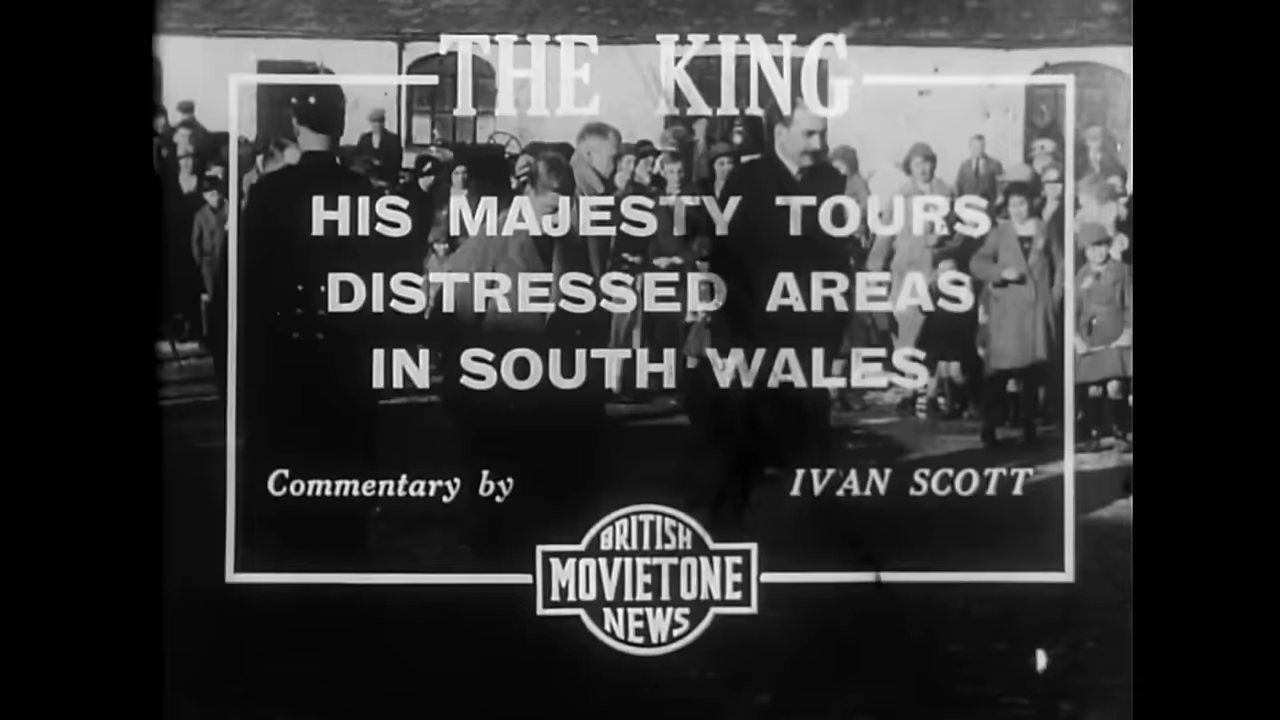 THE KING
HIS MAJESTY TOURS
DISTRESSED AREAS
IN SOUTH WALES
Commentary by IVAN SCOTT
BRITISH
MOVIETONE
NEWS